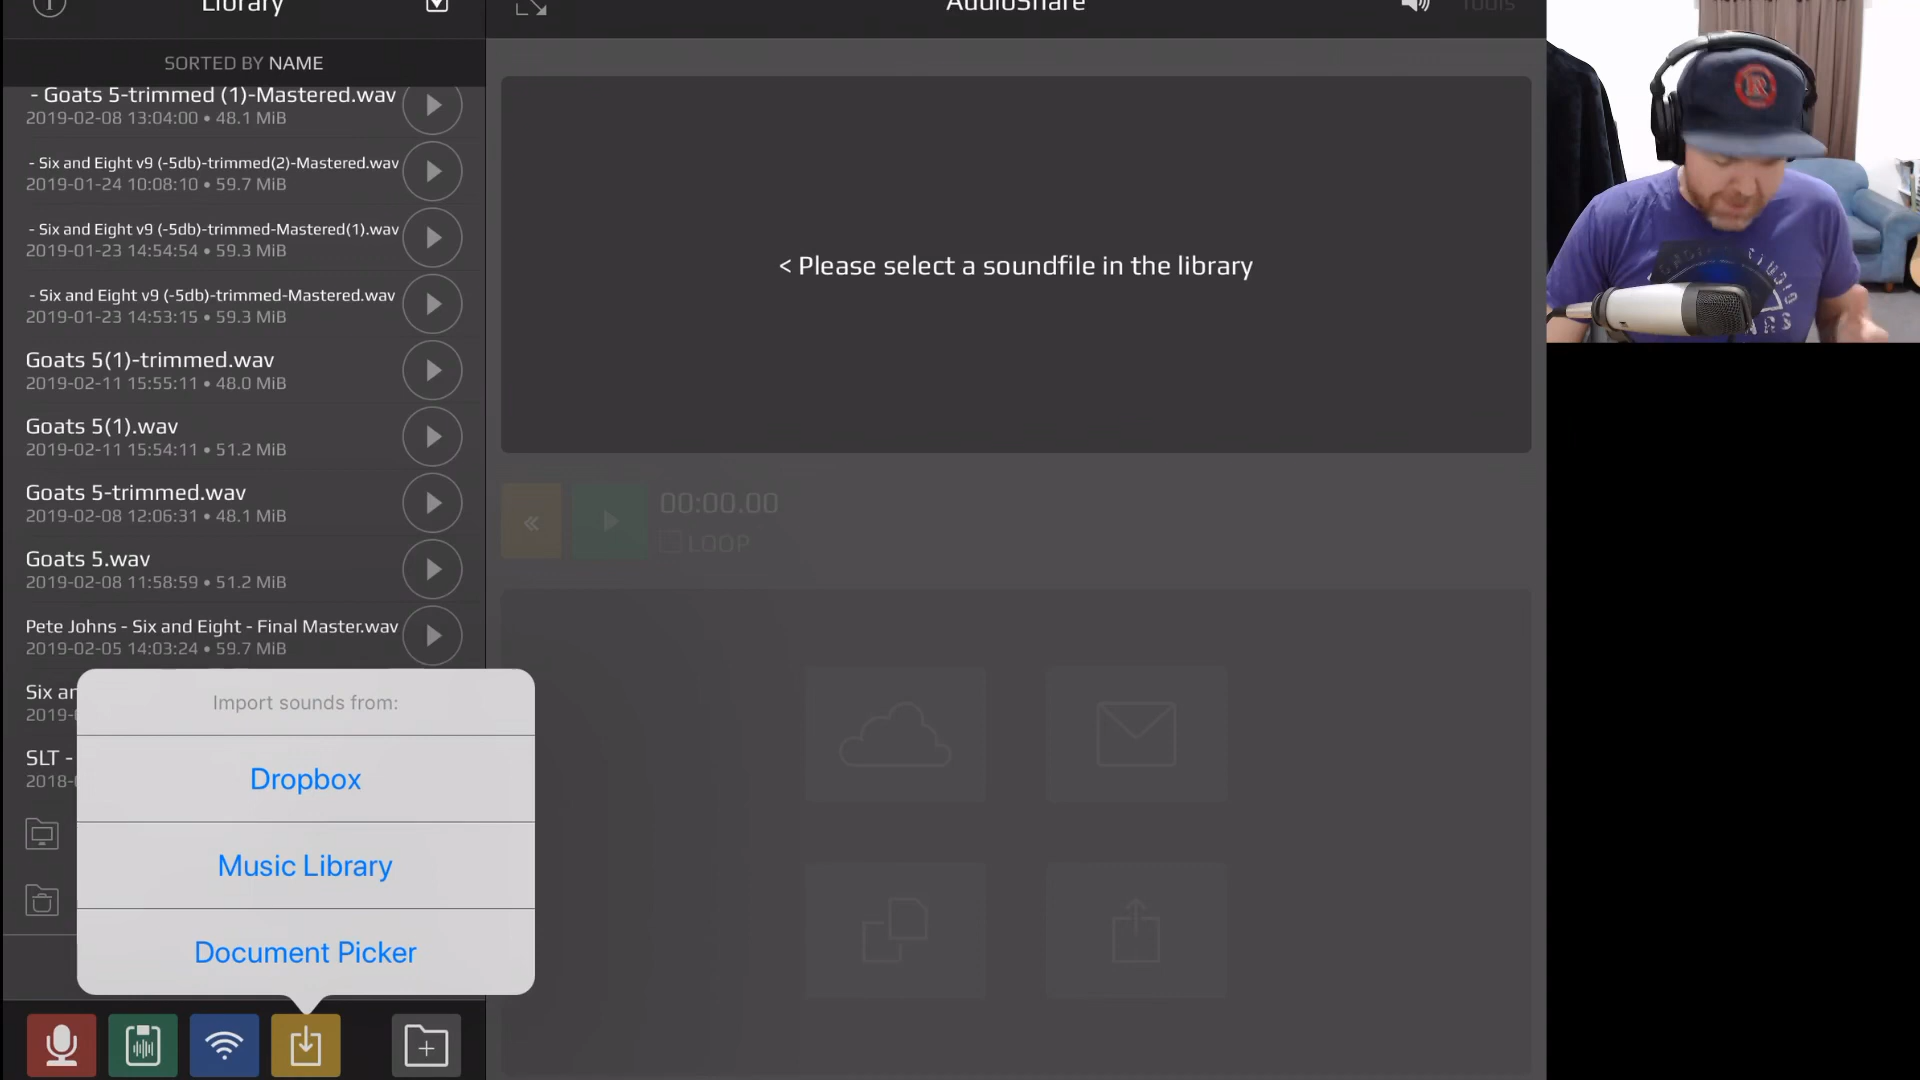 Library
AudioShare
Tools
SORTED BY NAME
- Goats 5-trimmed (1)-Mastered.wav
2019-02-08 13:04:00 • 48.1 MiB
- Six and Eight v9 (-5db)-trimmed(2)-Mastered.wav
2019-01-24 10:08:10 • 59.7 MiB
- Six and Eight v9 (-5db)-trimmed-Mastered(1).wav
2019-01-23 14:54:54 • 59.3 MiB
- Six and Eight v9 (-5db)-trimmed-Mastered.wav
2019-01-23 14:53:15 • 59.3 MiB
Goats 5(1)-trimmed.wav
2019-02-11 15:55:11 • 48.0 MiB
Goats 5(1).wav
2019-02-11 15:54:11 • 51.2 MiB
Goats 5-trimmed.wav
2019-02-08 12:06:31 • 48.1 MiB
Goats 5.wav
2019-02-08 11:58:59 • 51.2 MiB
Pete Johns - Six and Eight - Final Master.wav
2019-02-05 14:03:24 • 59.7 MiB
Six
2019-
SLT -
2018-
Import sounds from:
Dropbox
Music Library
Document Picker
< Please select a soundfile in the library
00:00.00
LOOP
R